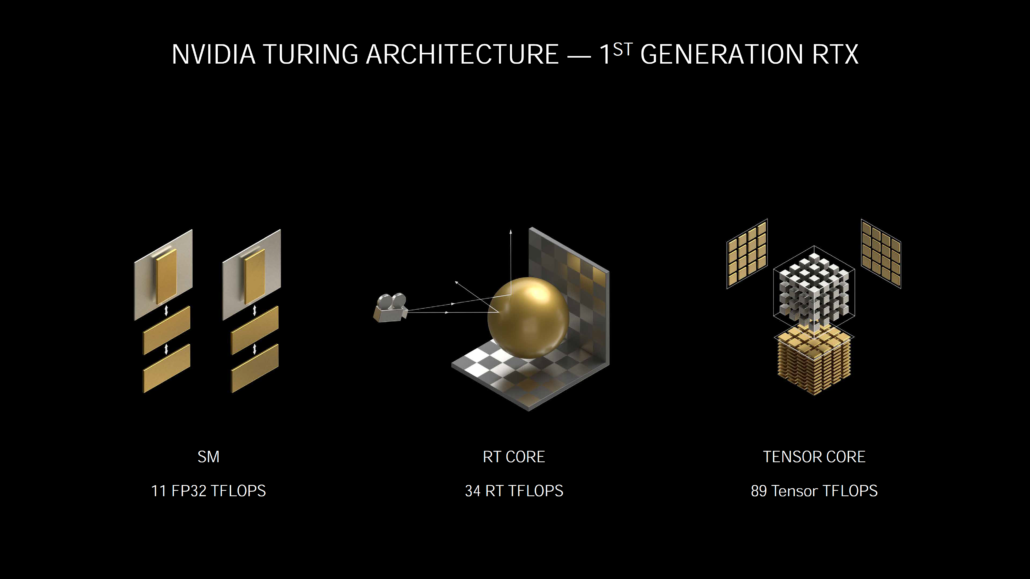 NVIDIA TURING ARCHITECTURE — 1ST GENERATION RTX
SM
RT CORE
TENSOR CORE
11 FP32 TFLOPS
34 RT TFLOPS
89 Tensor TFLOPS